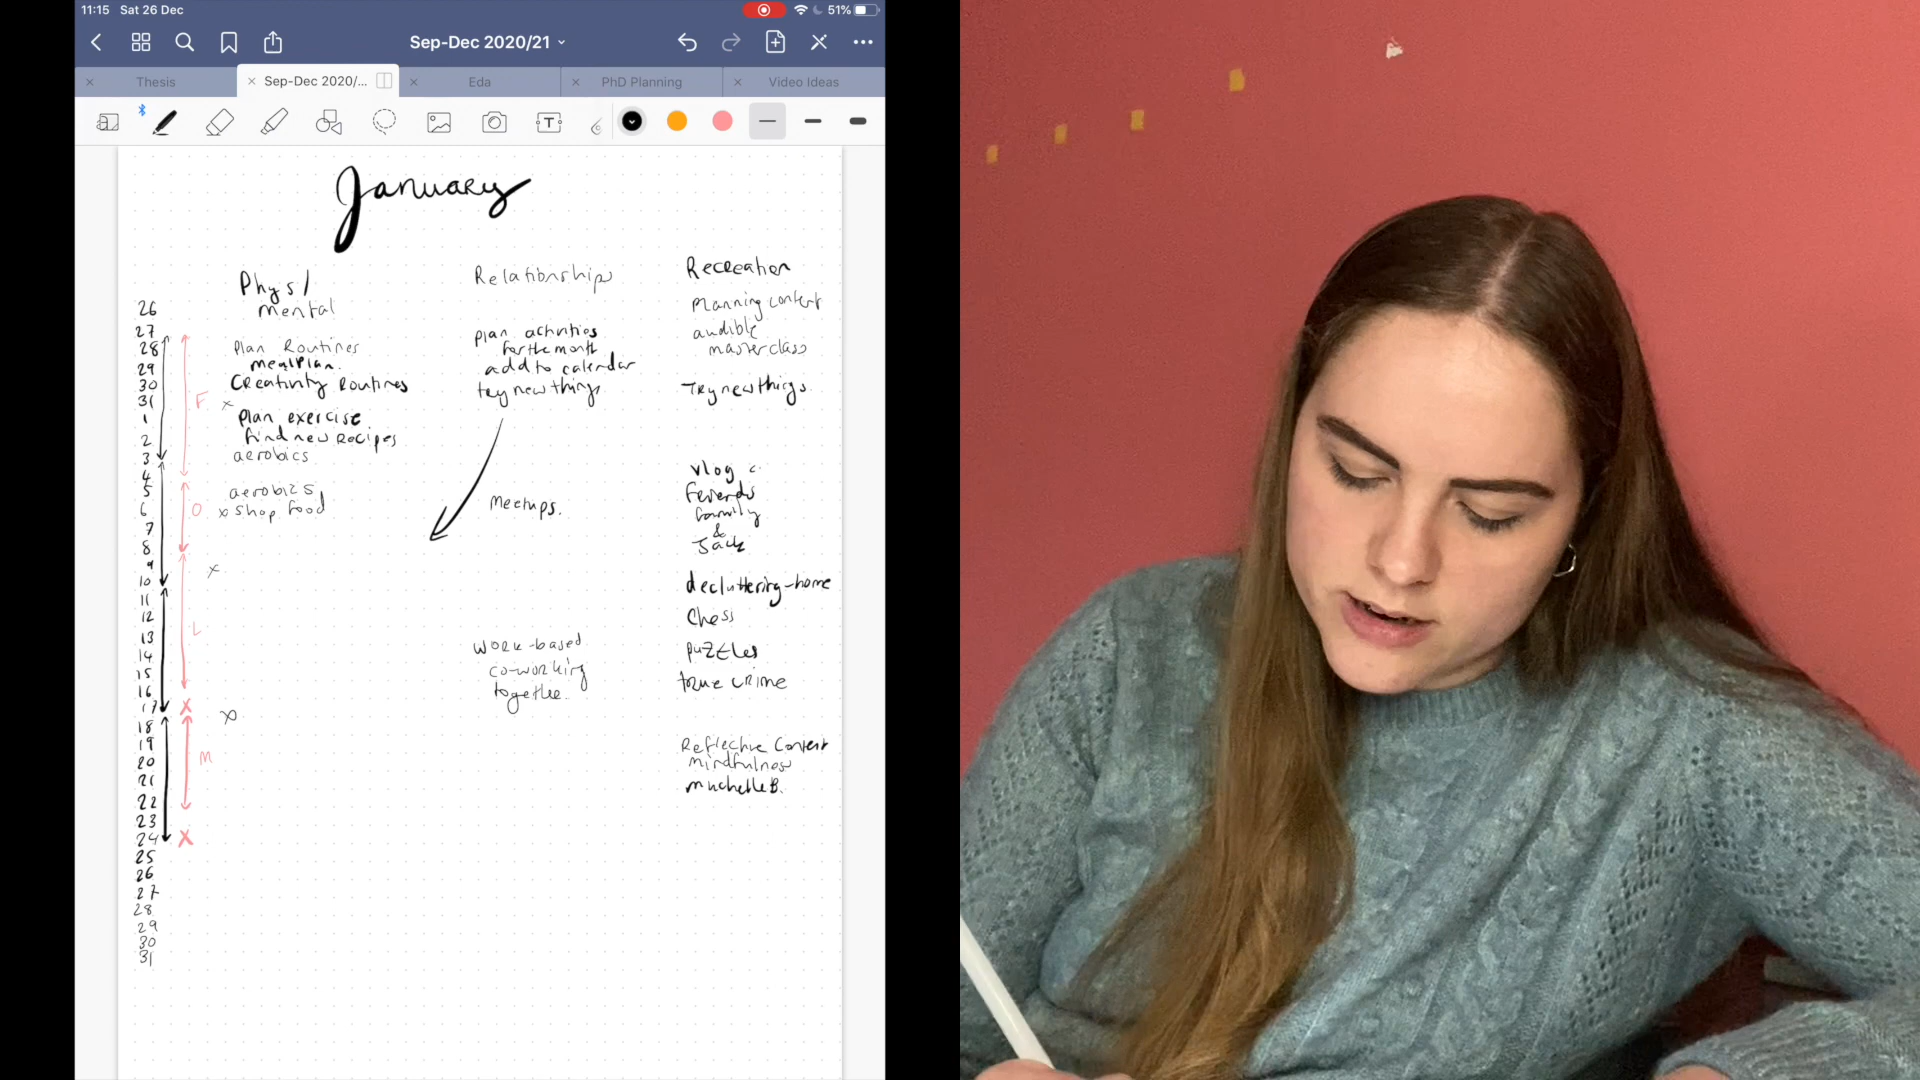 11:15 Sat 26 Dec
51%
Sep-Dec 2020/21
Thesis
Sep-Dec 2020/...
Eda
PhD Planning
Video Ideas
January
Phys/
mental
Relationships
Recreation
26
27
28
29
30
31
1
2
3
4
5
6
7
8
9
10
11
12
13
14
15
16
17
18
19
20
21
22
23
24
25
26
27
28
29
30
31
F
O
L
X
M
X
Plan Routines
mealplan.
Creativity Routines
x
plan exercise
find new recipes
aerobics
aerobics
x shop food
x
x
plan activities
for the month
add to calendar
try new things
Meetups.
work-based
co-working
together.
planning content
audible
masterclass
Try new things.
vlog
friends
family
&
Jack
decluttering-home
Chess
puzzles
true crime
Reflective Content
mindfulness
michelle B.